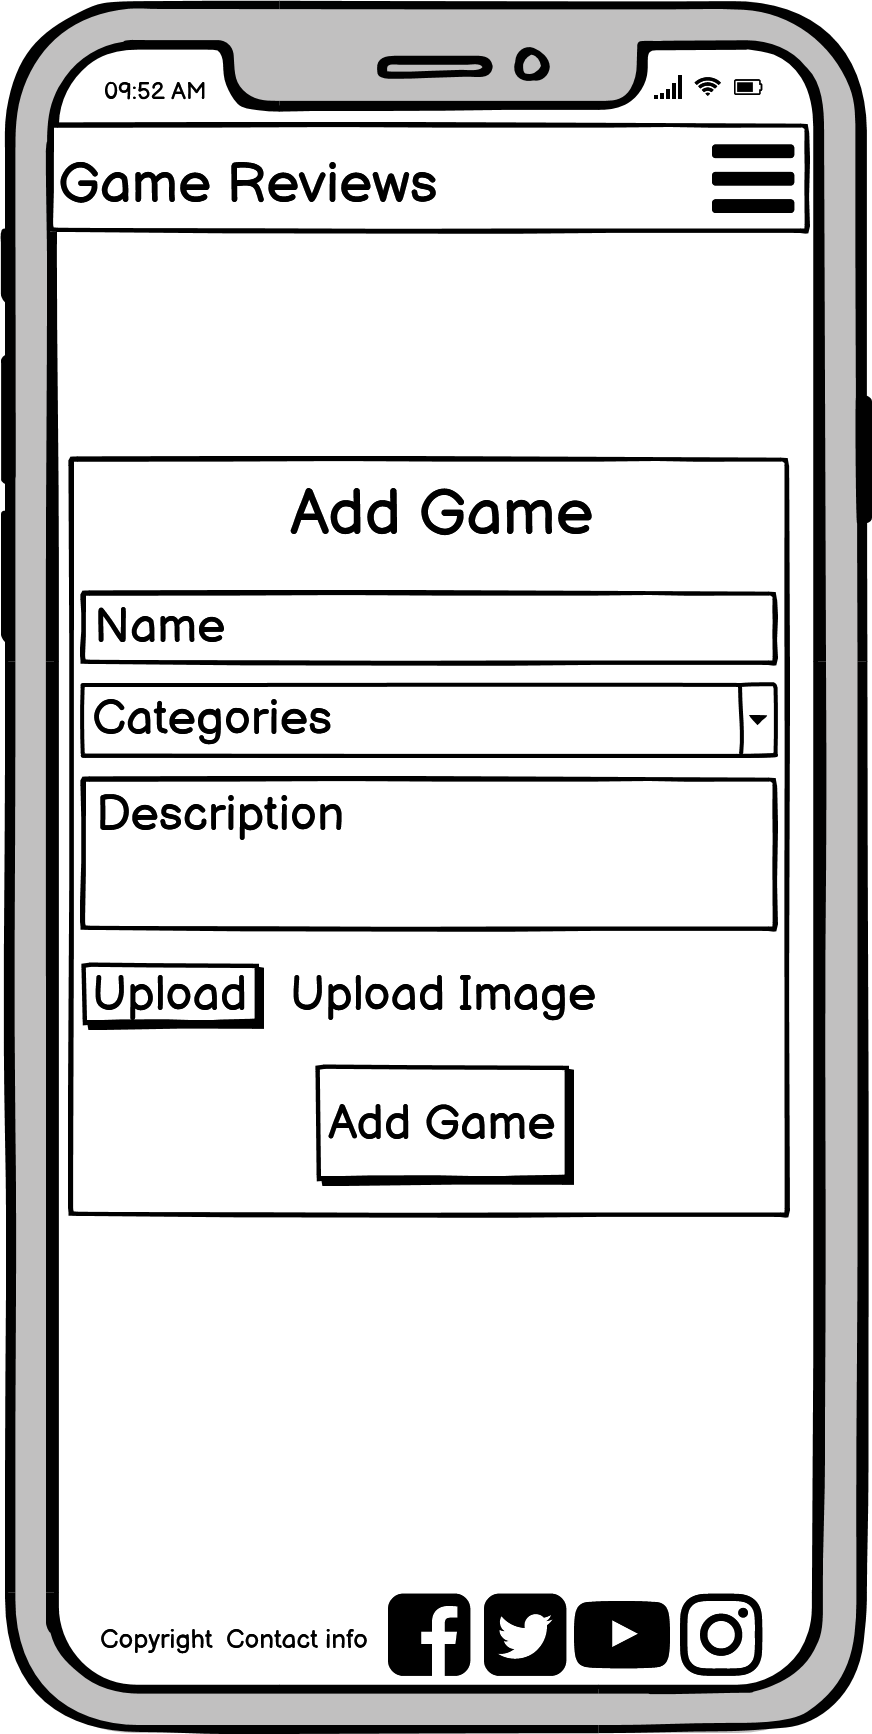 09:52 AM
Game Reviews
Add Game
Name
Categories
Description
Upload Upload Image
Add Game
Copyright Contact info